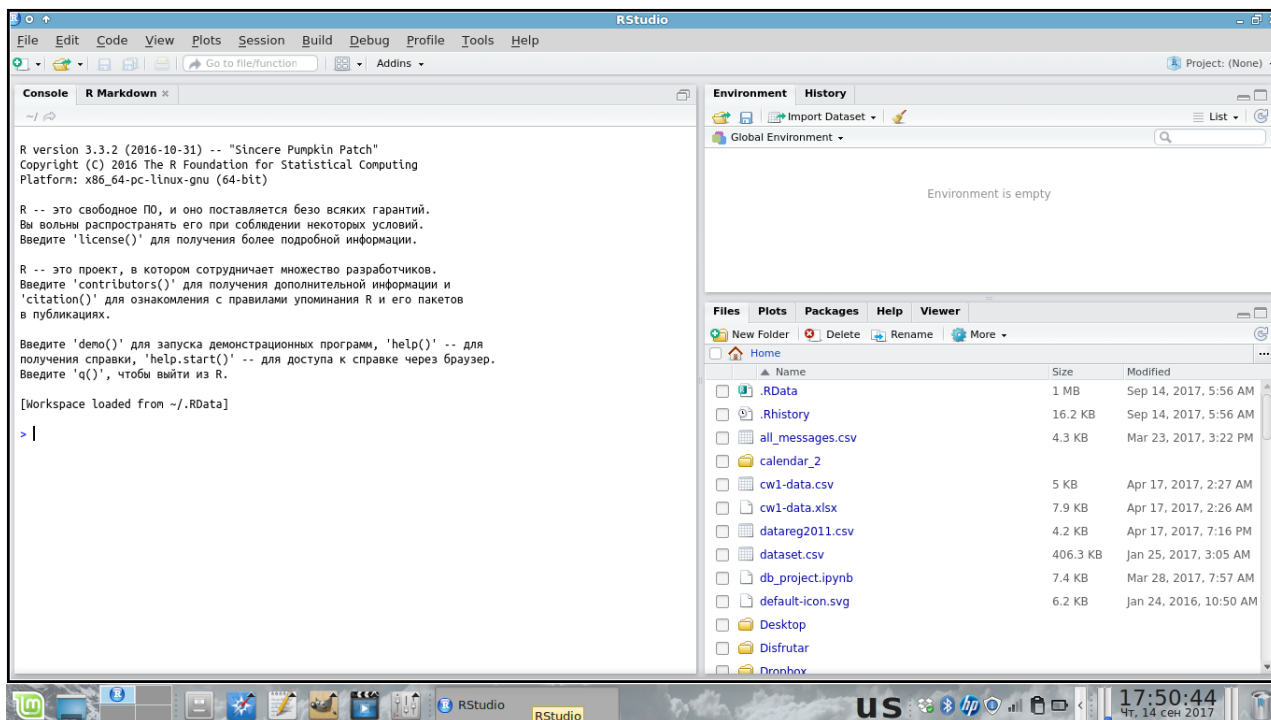 RStudio
File Edit Code View Plots Session Build Debug Profile Tools Help
Go to file/function Addins Project: (None)
Console R Markdown
~/
R version 3.3.2 (2016-10-31) -- "Sincere Pumpkin Patch"
Copyright (C) 2016 The R Foundation for Statistical Computing
Platform: x86_64-pc-linux-gnu (64-bit)
R -- это свободное ПО, и оно поставляется безо всяких гарантий.
Вы вольны распространять его при соблюдении некоторых условий.
Введите 'license()' для получения более подробной информации.
R -- это проект, в котором сотрудничает множество разработчиков.
Введите 'contributors()' для получения дополнительной информации и
'citation()' для ознакомления с правилами упоминания R и его пакетов
в публикациях.
Введите 'demo()' для запуска демонстрационных программ, 'help()' -- для
получения справки, 'help.start()' -- для доступа к справке через браузер.
Введите 'q()', чтобы выйти из R.
[Workspace loaded from ~/.RData]
>
Environment History
Import Dataset List
Global Environment
Environment is empty
Files Plots Packages Help Viewer
New Folder Delete Rename More
Home ...
Name Size Modified
.RData 1 MB Sep 14, 2017, 5:56 AM
.Rhistory 16.2 KB Sep 14, 2017, 5:56 AM
all_messages.csv 4.3 KB Mar 23, 2017, 3:22 PM
calendar_2
cw1-data.csv 5 KB Apr 17, 2017, 2:27 AM
cw1-data.xlsx 7.9 KB Apr 17, 2017, 2:26 AM
datareg2011.csv 4.2 KB Apr 17, 2017, 7:16 PM
dataset.csv 406.3 KB Jan 25, 2017, 3:05 AM
db_project.ipynb 7.4 KB Mar 28, 2017, 7:57 AM
default-icon.svg 6.2 KB Jan 24, 2016, 10:50 AM
Desktop
Disfrutar
Dropbox
RStudio
RStudio
us hp 17:50:44
Чт, 14 сен 2017